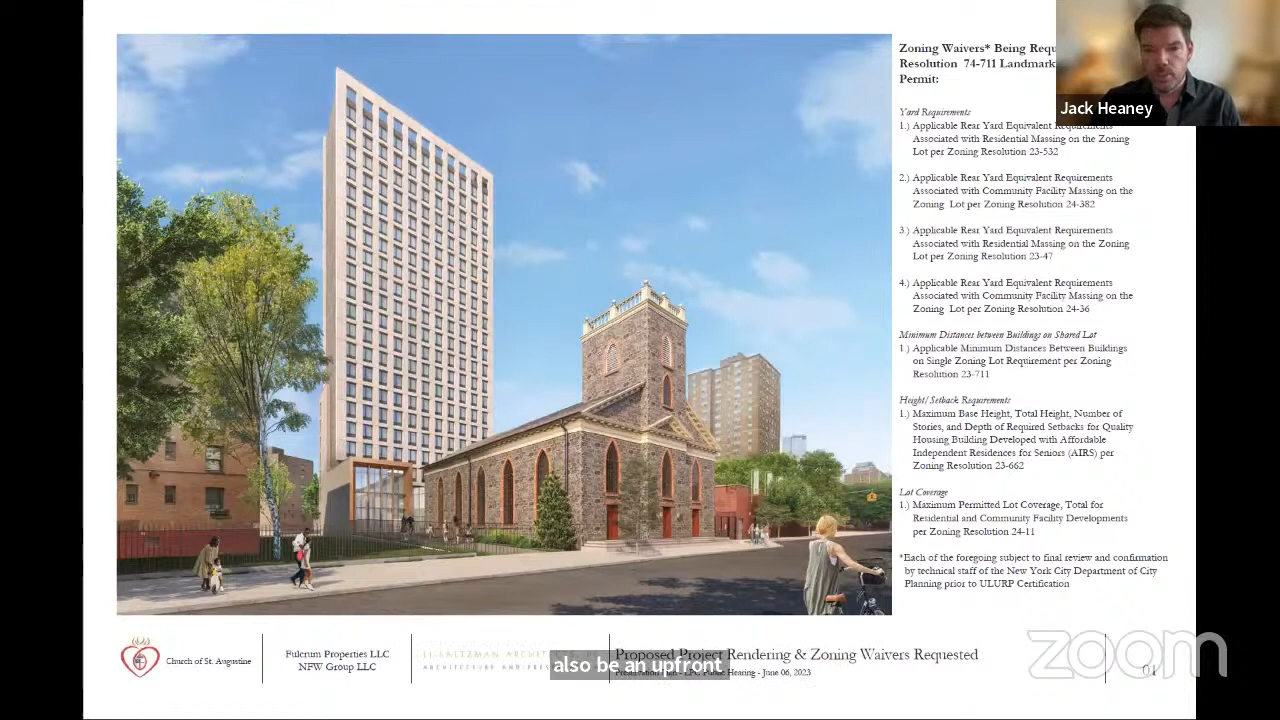 Zoning Waivers* Being Requ
Resolution 74-711 Landmark
Permit:
Jack Heaney
Yard Requirements
1.) Applicable Rear Yard Equivalent Requirements
Associated with Residential Massing on the Zoning
Lot per Zoning Resolution 23-532
2.) Applicable Rear Yard Equivalent Requirements
Associated with Community Facility Massing on the
Zoning Lot per Zoning Resolution 24-382
3.) Applicable Rear Yard Equivalent Requirements
Associated with Residential Massing on the Zoning
Lot per Zoning Resolution 23-47
4.) Applicable Rear Yard Equivalent Requirements
Associated with Community Facility Massing on the
Zoning Lot per Zoning Resolution 24-36
Minimum Distances between Buildings on Shared Lot
1.) Applicable Minimum Distances Between Buildings
on Single Zoning Lot Requirement per Zoning
Resolution 23-711
Height/Setback Requirements
1.) Maximum Base Height, Total Height, Number of
Stories, and Depth of Required Setbacks for Quality
Housing Building Developed with Affordable
Independent Residences for Seniors (AIRS) per
Zoning Resolution 23-662
Lot Coverage
1.) Maximum Permitted Lot Coverage, Total for
Residential and Community Facility Developments
per Zoning Resolution 24-11
*Each of the foregoing subject to final review and confirmation
by technical staff of the New York City Department of City
Planning prior to ULURP Certification
Church of St. Augustine
Fulcrum Properties LLC
NFW Group LLC
Proposed Project Rendering & Zoning Waivers Requested
also be an upfront
LPC Public Hearing - June 06, 2023
zoom
01